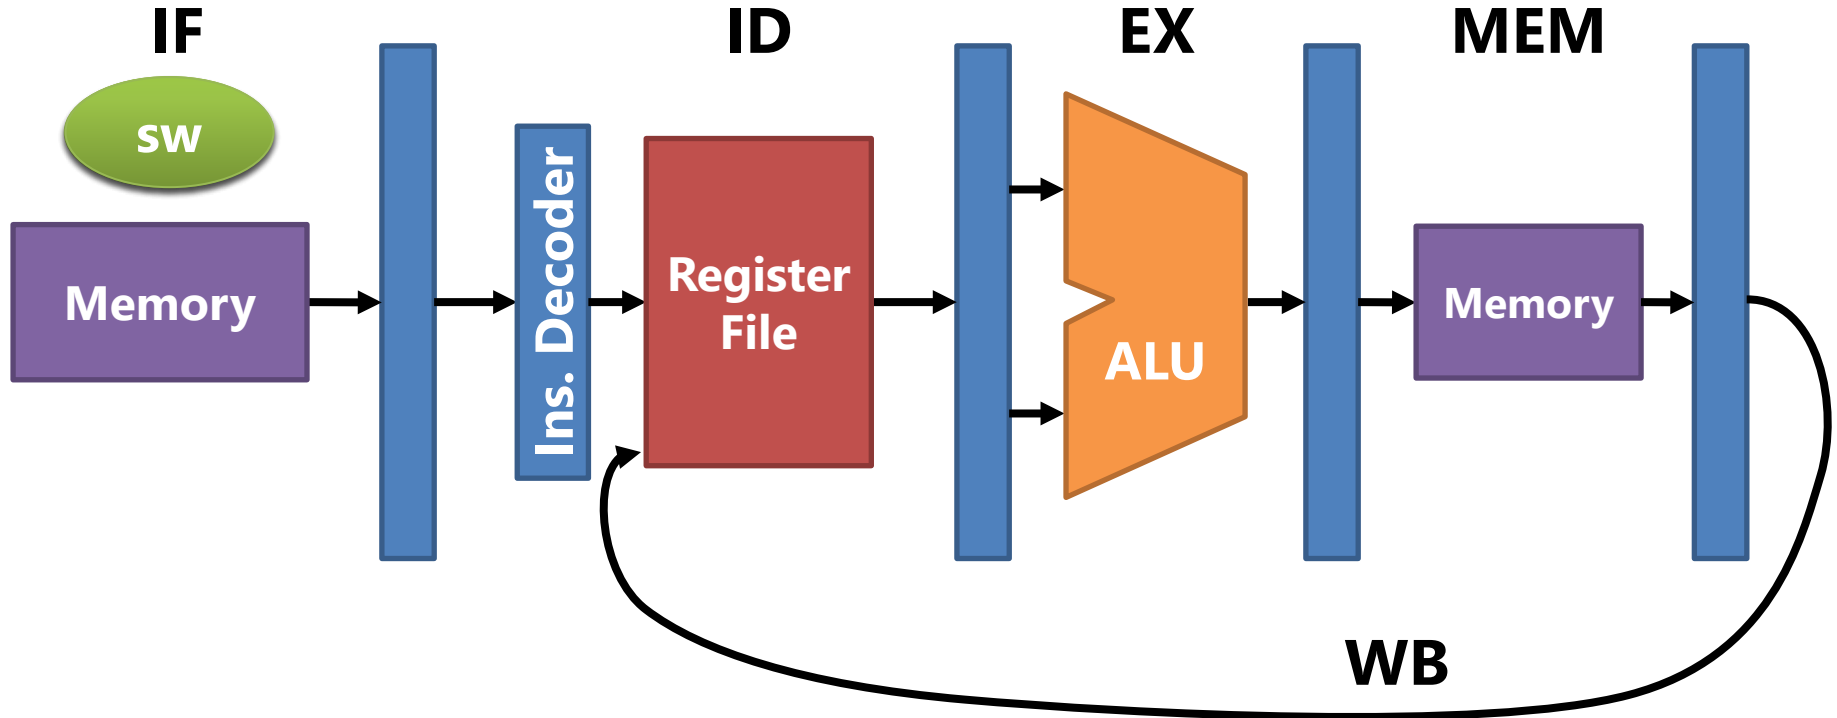 IF
ID
EX
MEM
sw
Memory
Ins. Decoder
Register
File
ALU
Memory
WB